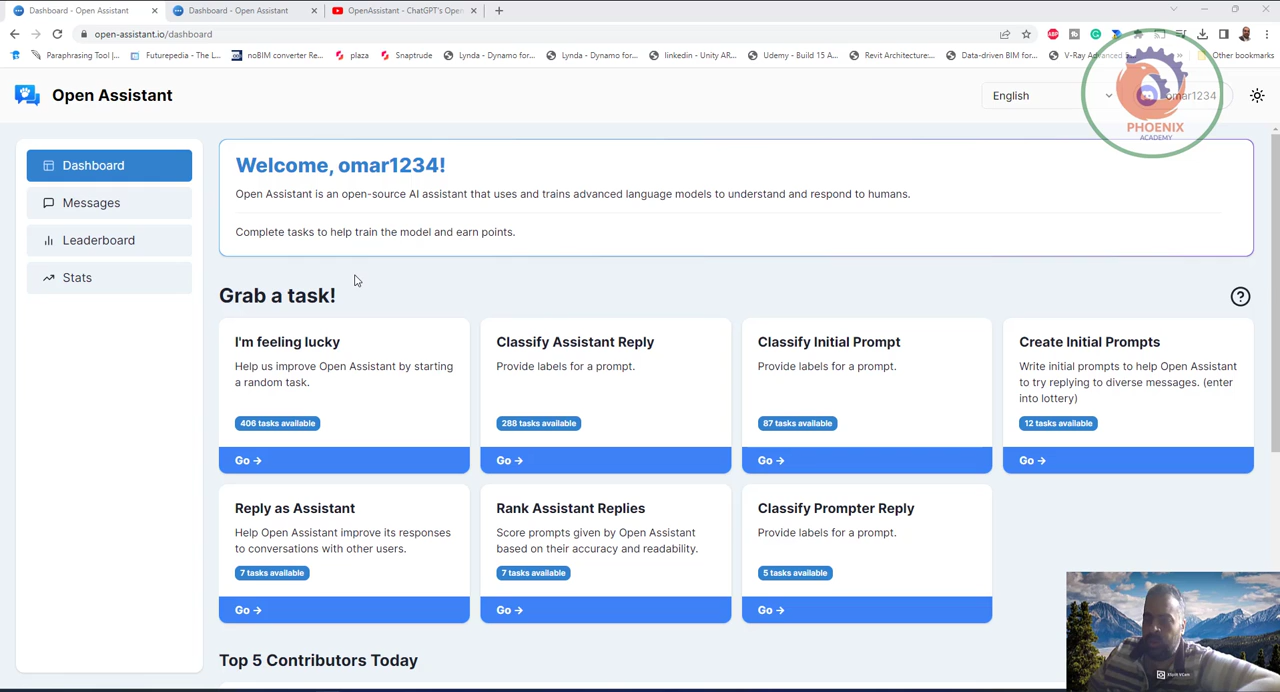 Dashboard - Open Assistant
Dashboard - Open Assistant
OpenAssistant - ChatGPT's Open
open-assistant.io/dashboard
Paraphrasing Tool |...
Futurepedia - The L...
noBIM converter Re...
plaza
Snaptrude
Lynda - Dynamo for...
Lynda - Dynamo for...
linkedin - Unity AR...
Udemy - Build 15 A...
Revit Architecture:...
Data-driven BIM for...
V-Ray Advanced
Other bookmarks
Open Assistant
English
omar1234
PHOENIX
ACADEMY
Dashboard
Messages
Leaderboard
Stats
Welcome, omar1234!
Open Assistant is an open-source AI assistant that uses and trains advanced language models to understand and respond to humans.
Complete tasks to help train the model and earn points.
Grab a task!
I'm feeling lucky
Help us improve Open Assistant by starting
a random task.
406 tasks available
Go →
Classify Assistant Reply
Provide labels for a prompt.
288 tasks available
Go →
Classify Initial Prompt
Provide labels for a prompt.
87 tasks available
Go →
Create Initial Prompts
Write initial prompts to help Open Assistant
to try replying to diverse messages. (enter
into lottery)
12 tasks available
Go →
Reply as Assistant
Help Open Assistant improve its responses
to conversations with other users.
7 tasks available
Go →
Rank Assistant Replies
Score prompts given by Open Assistant
based on their accuracy and readability.
7 tasks available
Go →
Classify Prompter Reply
Provide labels for a prompt.
5 tasks available
Go →
Top 5 Contributors Today